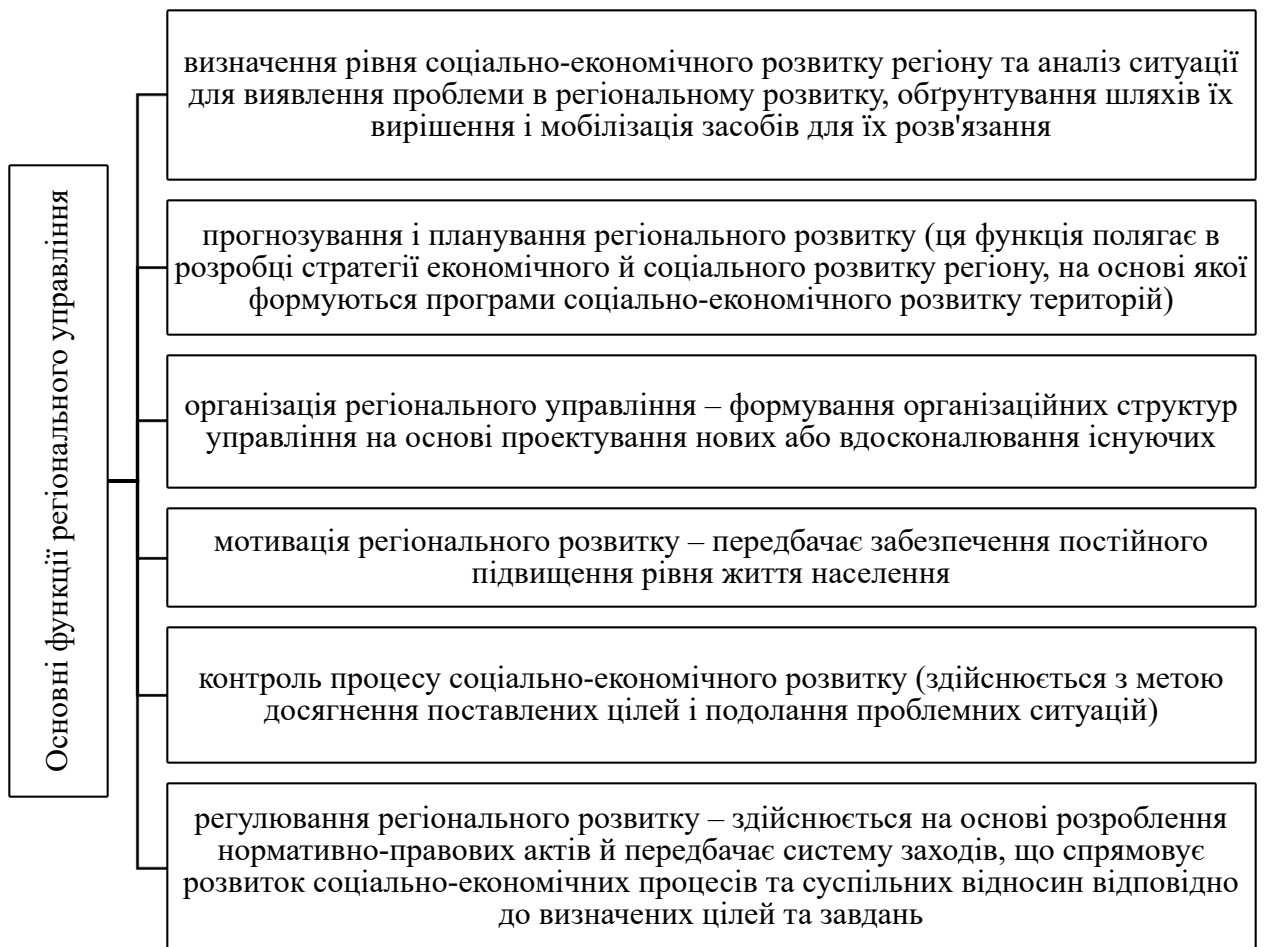 Основні функції регіонального управління
визначення рівня соціально-економічного розвитку регіону та аналіз ситуації
для виявлення проблеми в регіональному розвитку, обґрунтування шляхів їх
вирішення і мобілізація засобів для їх розв'язання
прогнозування і планування регіонального розвитку (ця функція полягає в
розробці стратегії економічного й соціального розвитку регіону, на основі якої
формуються програми соціально-економічного розвитку територій)
організація регіонального управління – формування організаційних структур
управління на основі проектування нових або вдосконалювання існуючих
мотивація регіонального розвитку – передбачає забезпечення постійного
підвищення рівня життя населення
контроль процесу соціально-економічного розвитку (здійснюється з метою
досягнення поставлених цілей і подолання проблемних ситуацій)
регулювання регіонального розвитку – здійснюється на основі розроблення
нормативно-правових актів й передбачає систему заходів, що спрямовує
розвиток соціально-економічних процесів та суспільних відносин відповідно
до визначених цілей та завдань